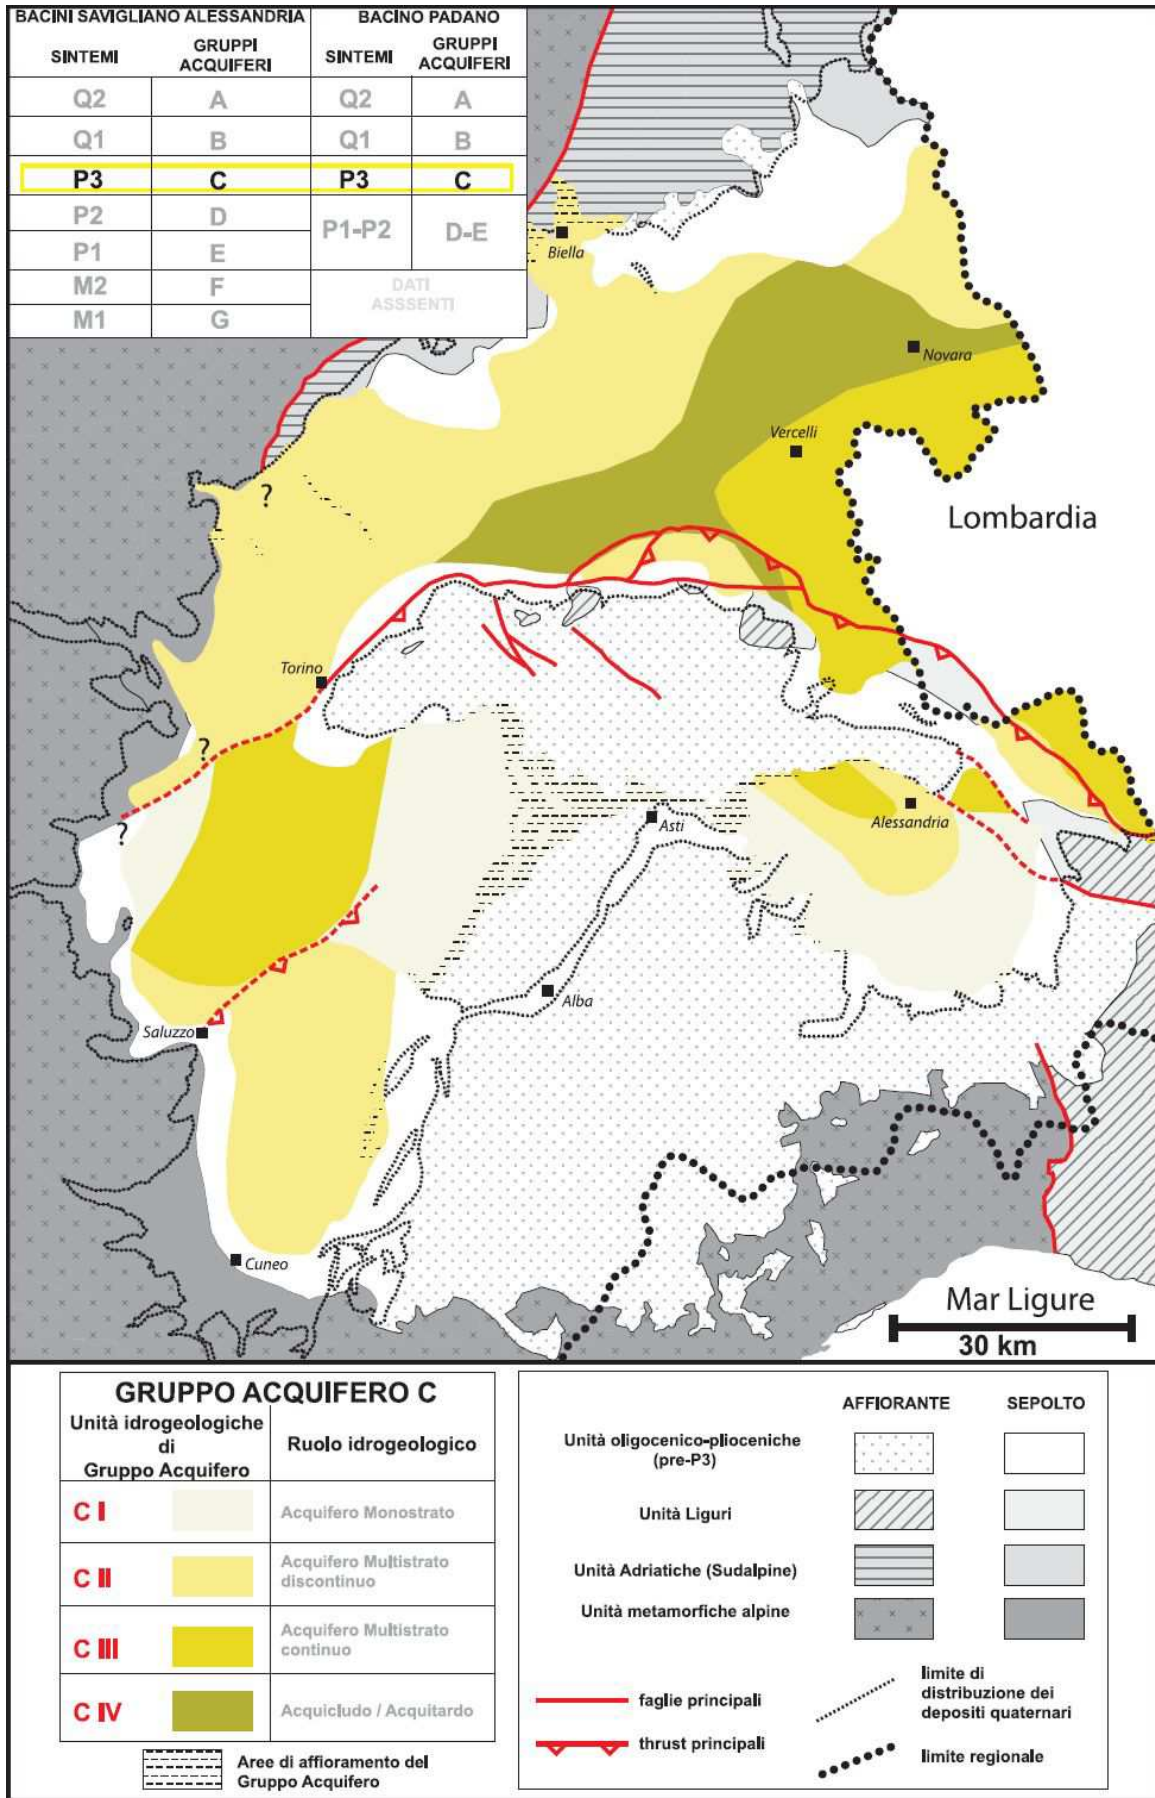 BACINI SAVIGLIANO ALESSANDRIA BACINO PADANO
SINTEMI GRUPPI ACQUIFERI SINTEMI GRUPPI ACQUIFERI
Q2 A Q2 A
Q1 B Q1 B
P3 C P3 C
P2 D P1-P2 D-E
P1 E
M2 F DATI ASSSENTI
M1 G
Biella
Novara
Vercelli
?
Lombardia
Torino
?
?
Asti
Alessandria
Alba
Saluzzo
Cuneo
Mar Ligure
30 km
GRUPPO ACQUIFERO C
Unità idrogeologiche
di
Gruppo Acquifero
Ruolo idrogeologico
C I Acquifero Monostrato
C II Acquifero Multistrato
discontinuo
C III Acquifero Multistrato
continuo
C IV Acquicludo / Acquitardo
Aree di affioramento del
Gruppo Acquifero
AFFIORANTE SEPOLTO
Unità oligocenico-plioceniche
(pre-P3)
Unità Liguri
Unità Adriatiche (Sudalpine)
Unità metamorfiche alpine
faglie principali
thrust principali
limite di
distribuzione dei
depositi quaternari
limite regionale